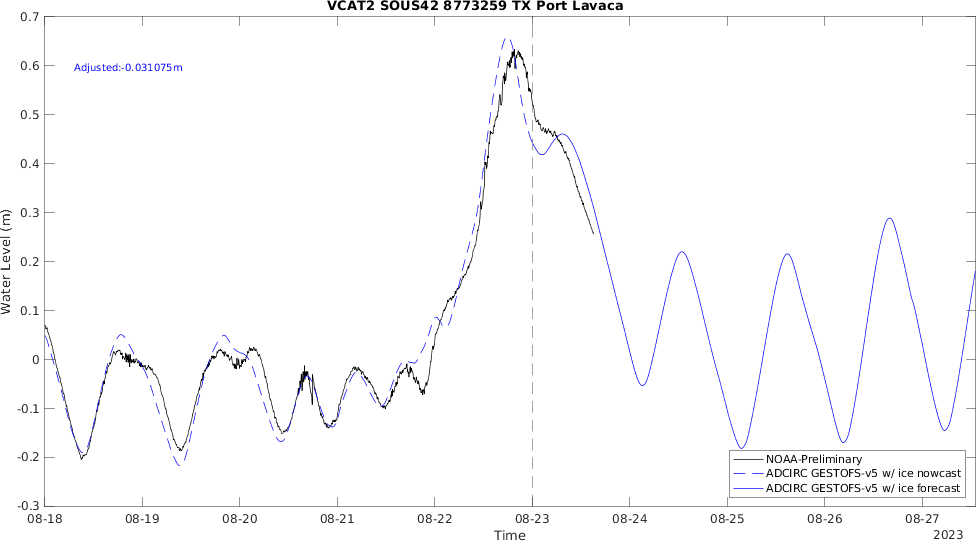 VCAT2 SOUS42 8773259 TX Port Lavaca
0.7
0.6
Adjusted:-0.031075m
0.5
0.4
0.3
0.2
0.1
0
-0.1
-0.2
-0.3
Water Level (m)
NOAA-Preliminary
ADCIRC GESTOFS-v5 w/ ice nowcast
ADCIRC GESTOFS-v5 w/ ice forecast
08-18 08-19 08-20 08-21 08-22 08-23 08-24 08-25 08-26 08-27
Time
2023